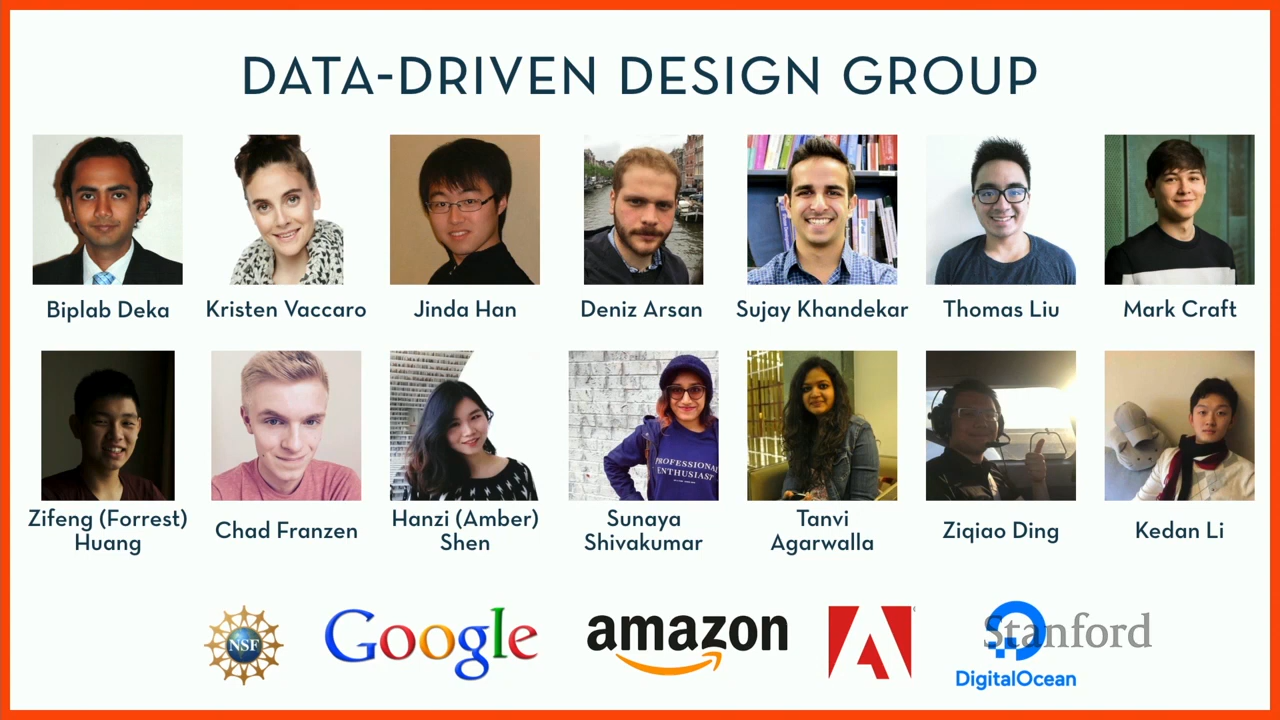 DATA-DRIVEN DESIGN GROUP
Biplab Deka
Kristen Vaccaro
Jinda Han
Deniz Arsan
Sujay Khandekar
Thomas Liu
Mark Craft
PROFESSIONAL
ENTHUSIAST
Zifeng (Forrest)
Huang
Chad Franzen
Hanzi (Amber)
Shen
Sunaya
Shivakumar
Tanvi
Agarwalla
Ziqiao Ding
Kedan Li
NSF
Google
amazon
Stanford
DigitalOcean